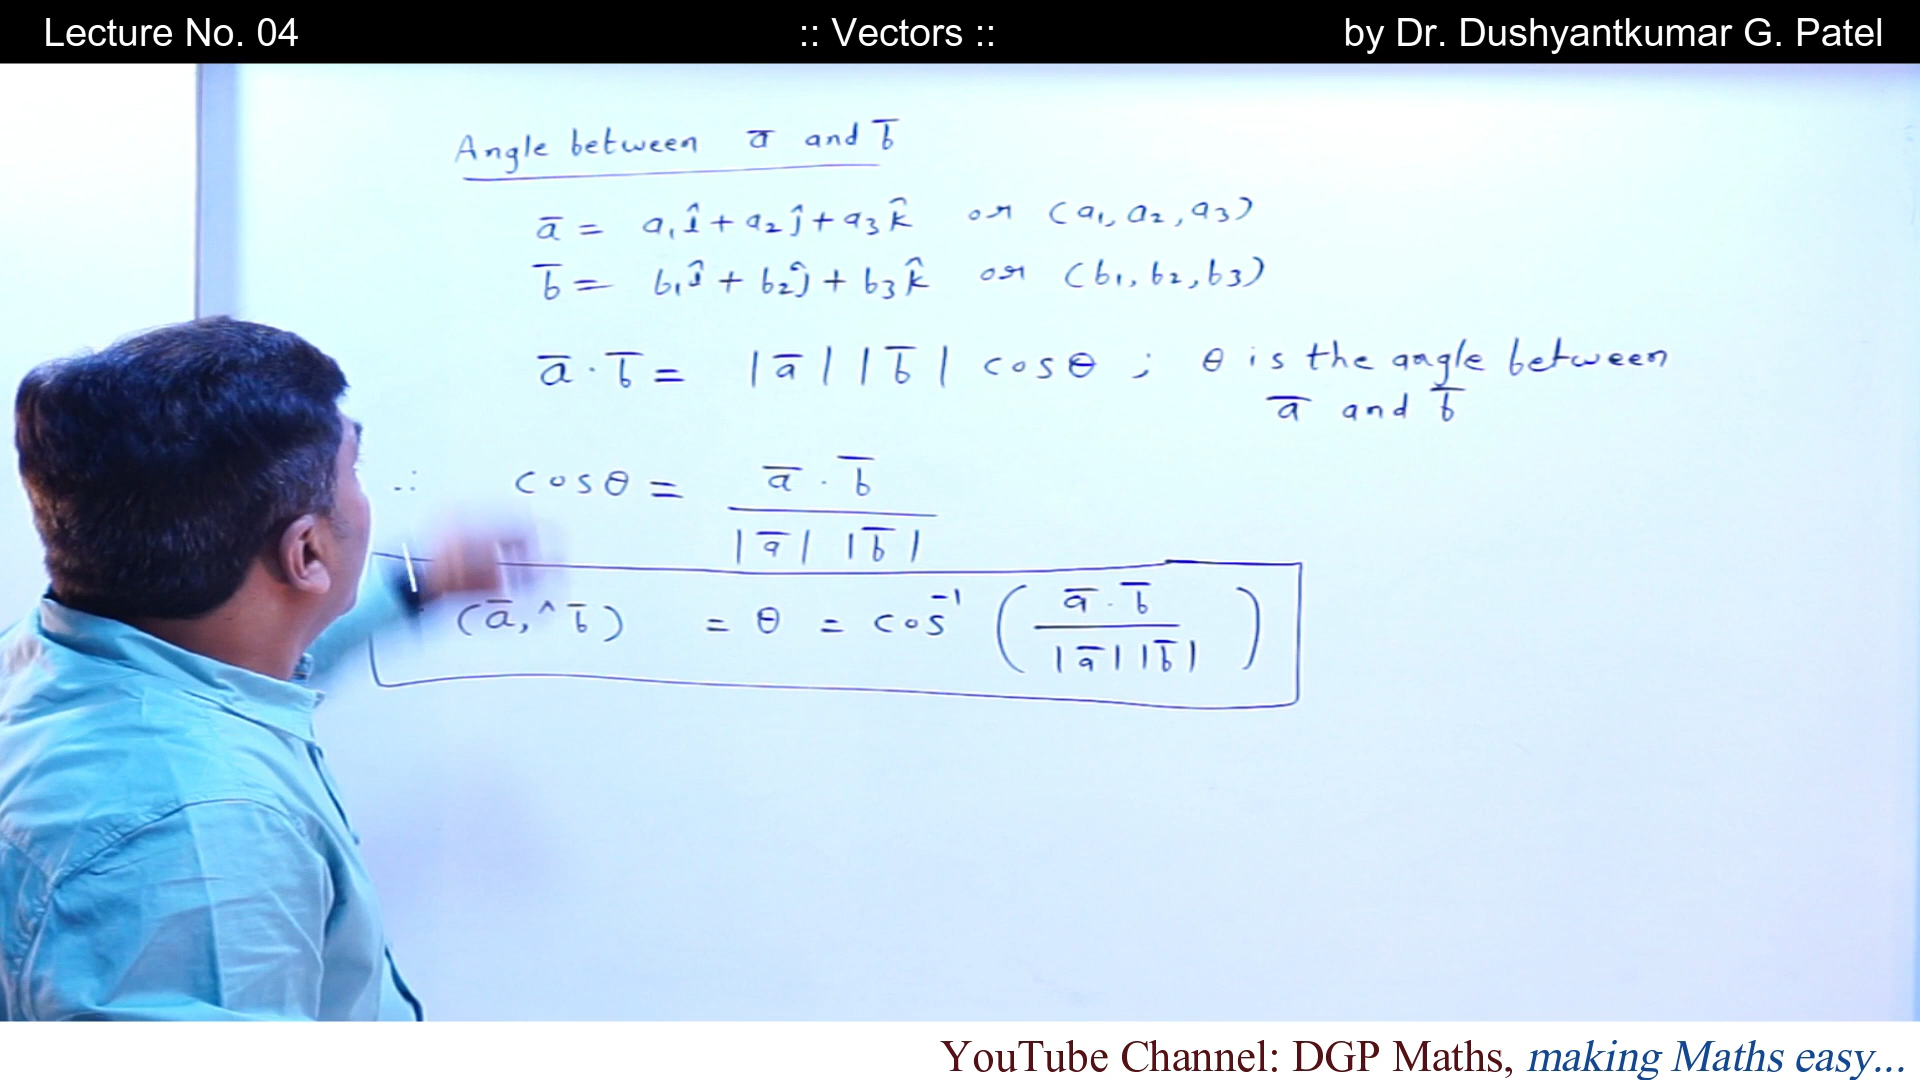 Lecture No. 04 :: Vectors :: by Dr. Dushyantkumar G. Patel
Angle between a̅ and b̅
a̅ = a₁î + a₂ĵ + a₃k̂ or (a₁, a₂, a₃)
b̅ = b₁î + b₂ĵ + b₃k̂ or (b₁, b₂, b₃)
a̅ · b̅ = |a̅| |b̅| cosθ ; θ is the angle between
a̅ and b̅
∴ cosθ = a̅ · b̅ / |a̅| |b̅|
(a̅, ^ b̅) = θ = cos⁻¹ ( a̅ · b̅ / |a̅| |b̅| )
YouTube Channel: DGP Maths, making Maths easy...